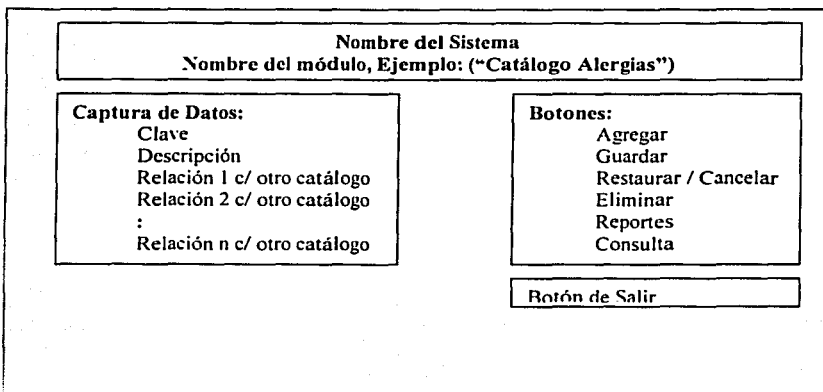 Nombre del Sistema
Nombre del módulo, Ejemplo: ("Catálogo Alergias")
Captura de Datos:
Clave
Descripción
Relación 1 c/ otro catálogo
Relación 2 c/ otro catálogo
:
Relación n c/ otro catálogo
Botones:
Agregar
Guardar
Restaurar / Cancelar
Eliminar
Reportes
Consulta
Botón de Salir